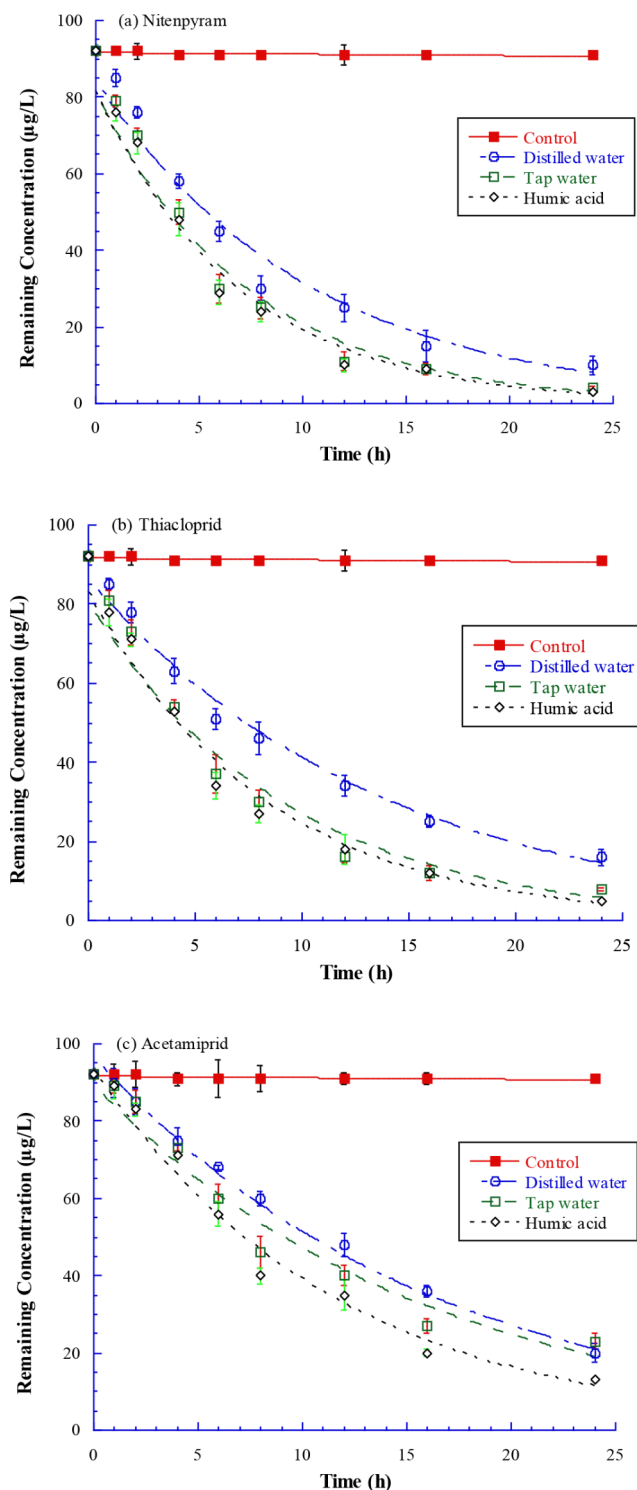 (a) Nitenpyram
100
80
60
40
20
0
Remaining Concentration (µg/L)
Control
Distilled water
Tap water
Humic acid
0 5 10 15 20 25
Time (h)
(b) Thiacloprid
100
80
60
40
20
0
Remaining Concentration (µg/L)
Control
Distilled water
Tap water
Humic acid
0 5 10 15 20 25
Time (h)
(c) Acetamiprid
100
80
60
40
20
0
Remaining Concentration (µg/L)
Control
Distilled water
Tap water
Humic acid
0 5 10 15 20 25
Time (h)